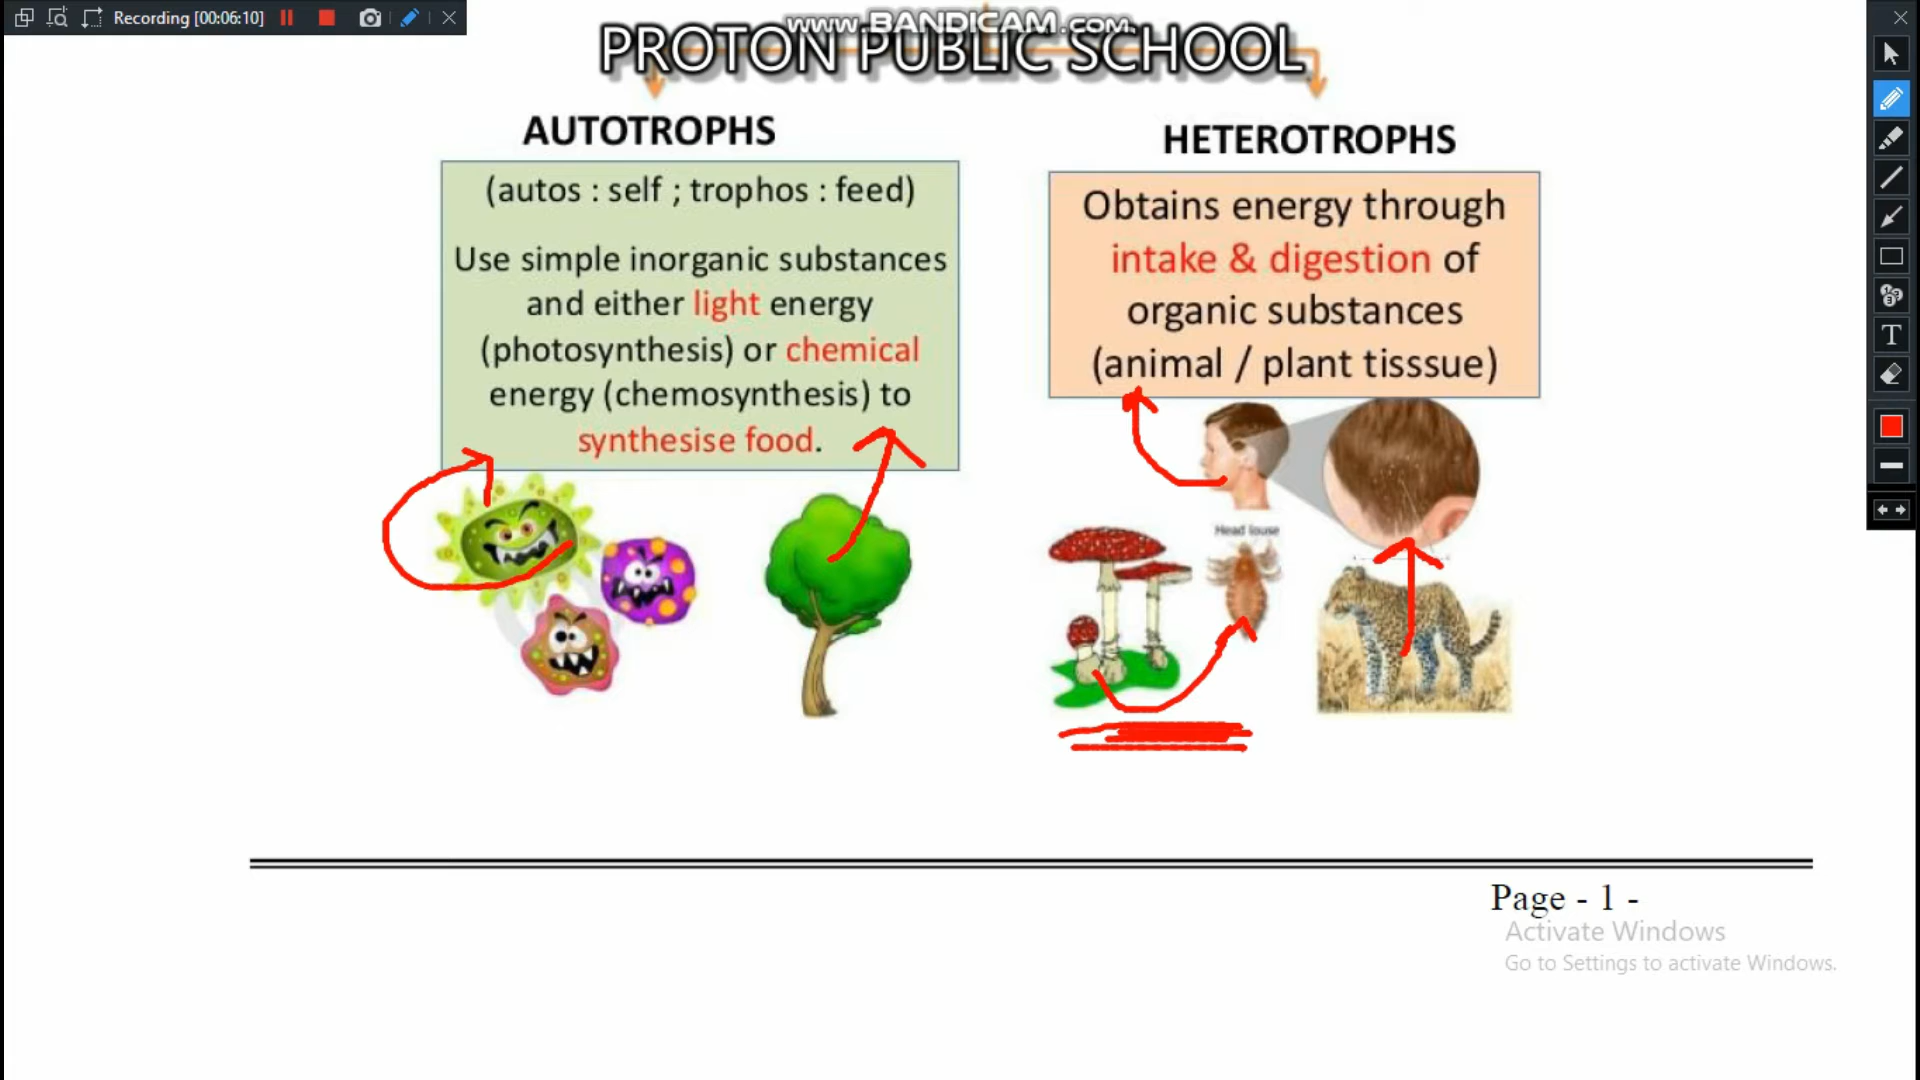 Recording [00:06:10]
www.BANDICAM.com
PROTON PUBLIC SCHOOL
AUTOTROPHS
(autos : self ; trophos : feed)
Use simple inorganic substances
and either light energy
(photosynthesis) or chemical
energy (chemosynthesis) to
synthesise food.
HETEROTROPHS
Obtains energy through
intake & digestion of
organic substances
(animal / plant tisssue)
Head louse
Page - 1 -
Activate Windows
Go to Settings to activate Windows.
T